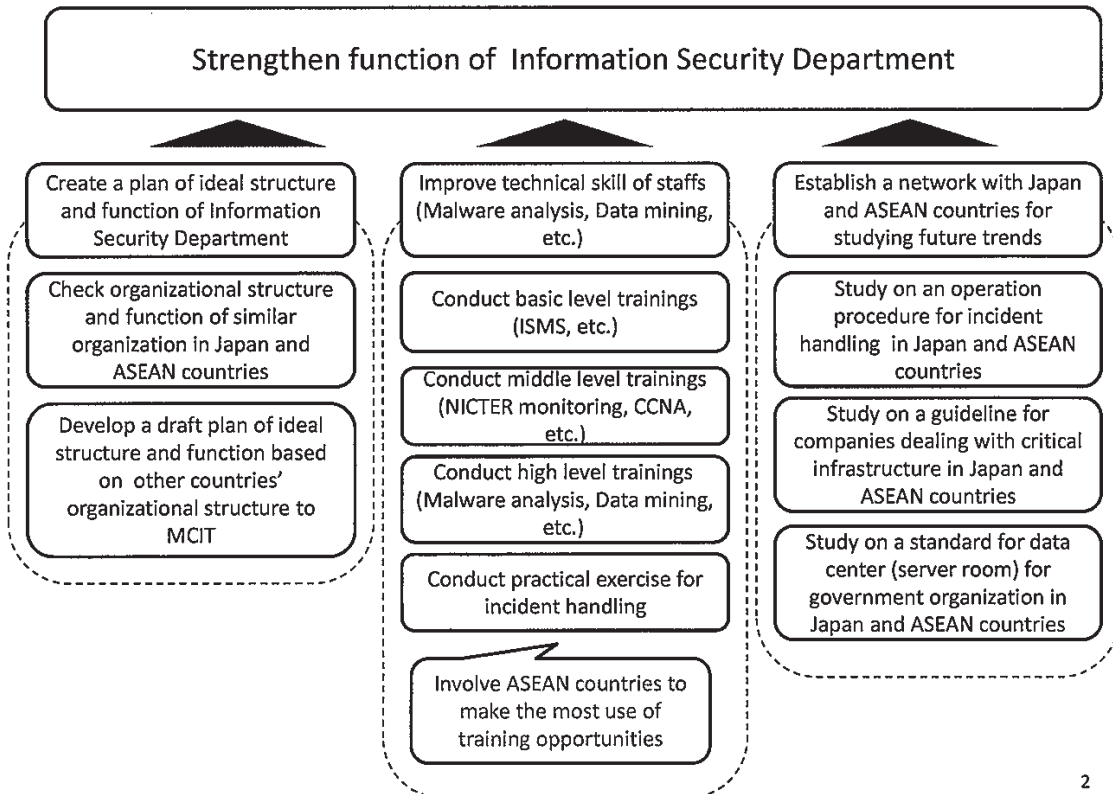 Strengthen function of Information Security Department
Create a plan of ideal structure
and function of Information
Security Department
Check organizational structure
and function of similar
organization in Japan and
ASEAN countries
Develop a draft plan of ideal
structure and function based
on other countries'
organizational structure to
MCIT
Improve technical skill of staffs
(Malware analysis, Data mining,
etc.)
Conduct basic level trainings
(ISMS, etc.)
Conduct middle level trainings
(NICTER monitoring, CCNA,
etc.)
Conduct high level trainings
(Malware analysis, Data mining,
etc.)
Conduct practical exercise for
incident handling
Involve ASEAN countries to
make the most use of
training opportunities
Establish a network with Japan
and ASEAN countries for
studying future trends
Study on an operation
procedure for incident
handling in Japan and ASEAN
countries
Study on a guideline for
companies dealing with critical
infrastructure in Japan and
ASEAN countries
Study on a standard for data
center (server room) for
government organization in
Japan and ASEAN countries
2